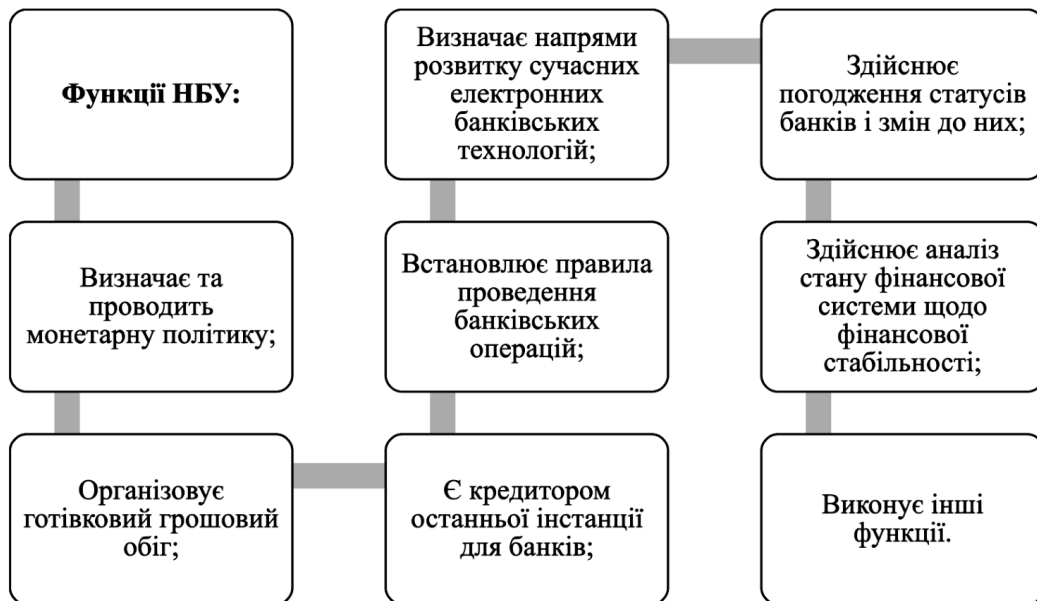 Функції НБУ:
Визначає та
проводить
монетарну політику;
Організовує
готівковий грошовий
обіг;
Є кредитором
останньої інстанції
для банків;
Встановлює правила
проведення
банківських
операцій;
Визначає напрями
розвитку сучасних
електронних
банківських
технологій;
Здійснює
погодження статусів
банків і змін до них;
Здійснює аналіз
стану фінансової
системи щодо
фінансової
стабільності;
Виконує інші
функції.